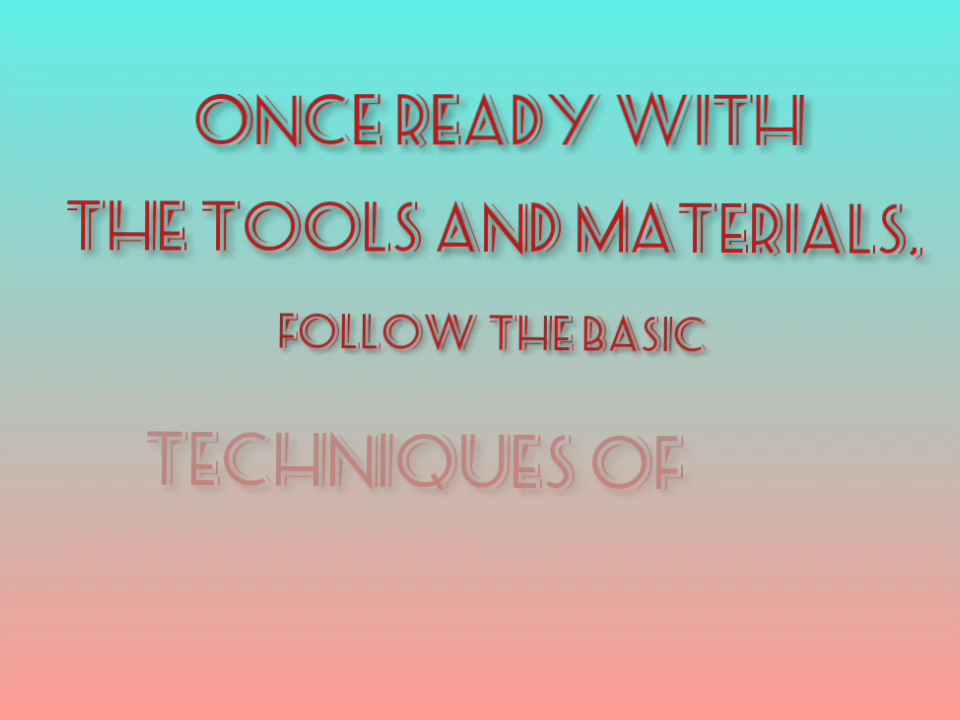 ONCE READY WITH
THE TOOLS AND MATERIALS,
FOLLOW THE BASIC
TECHNIQUES OF